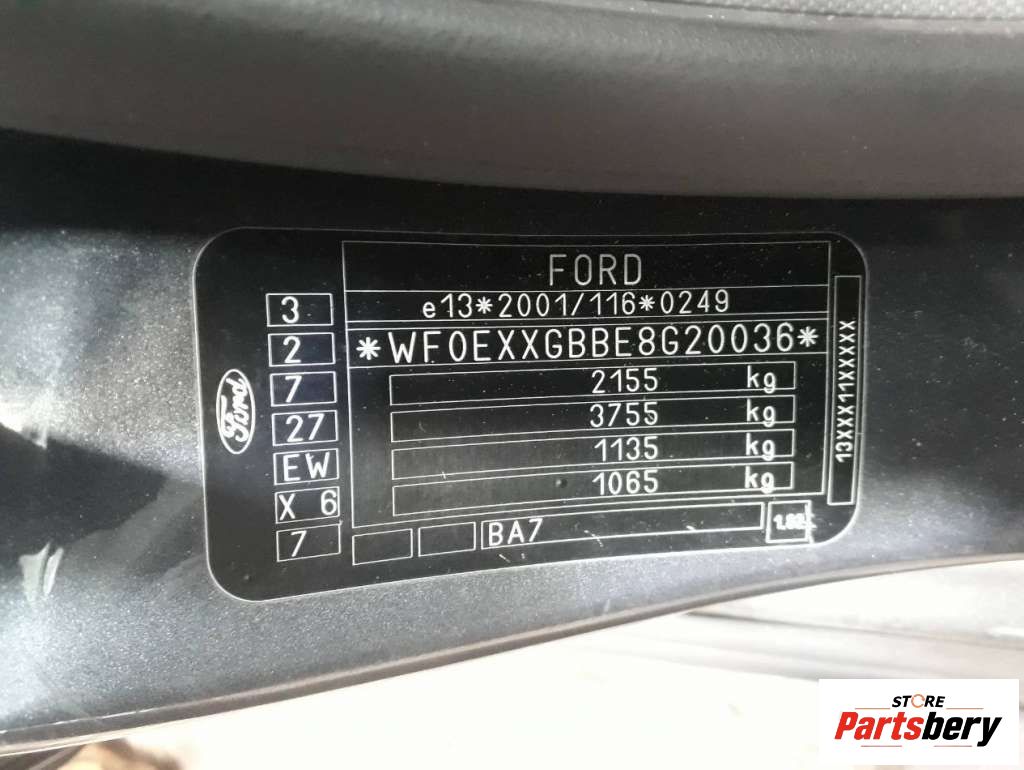 FORD
e13*2001/116*0249
*WF0EXXGBBE8G20036*
2155 kg
3755 kg
1135 kg
1065 kg
BA7
3
2
7
27
EW
X 6
7
Ford
13XXX11XXXXX
STORE
Partsbery